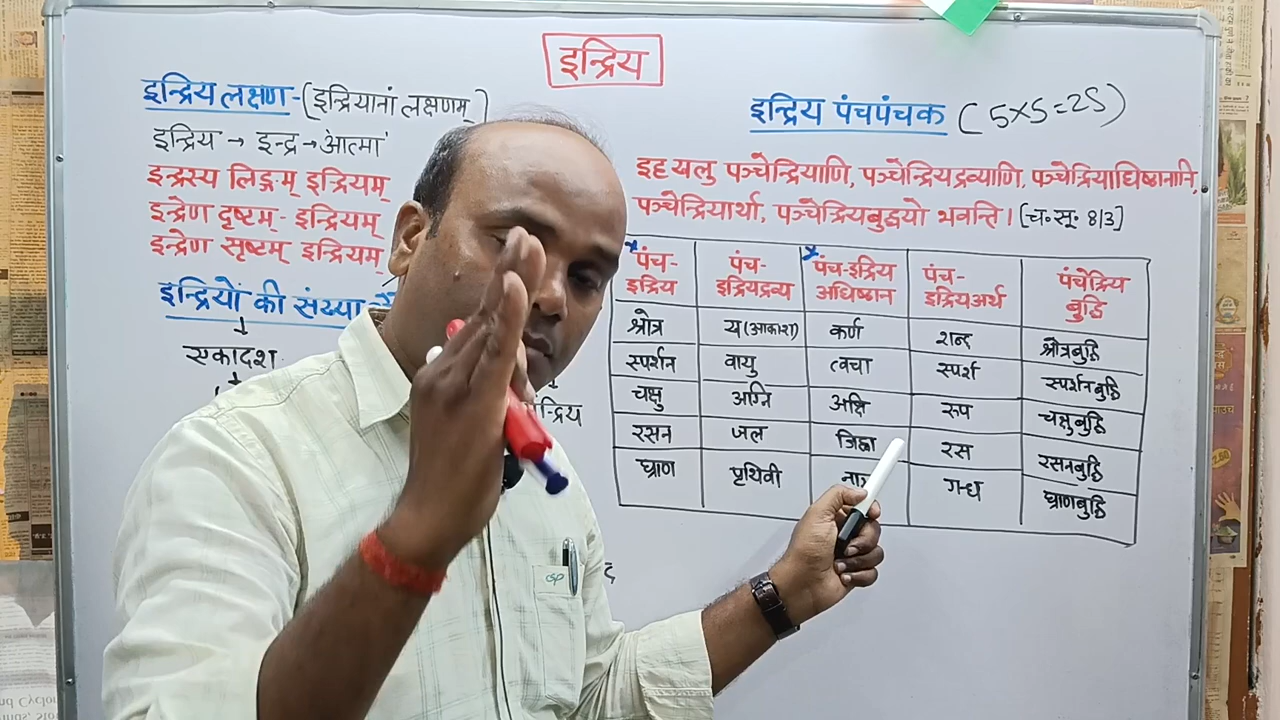 इन्द्रिय
इन्द्रिय लक्षण-[इन्द्रियानां लक्षणम्]
इन्द्रिय → इन्द्र → आत्मा
इन्द्रस्य लिङ्गम् इन्द्रियम्
इन्द्रेण दृष्टम्- इन्द्रियम्
इन्द्रेण सृष्टम् इन्द्रियम्
इन्द्रियों की संख्या
↓
एकादश
इन्द्रिय पंचपंचक (5x5=25)
इह खलु पञ्चेन्द्रियाणि, पञ्चेन्द्रियद्रव्याणि, पञ्चेन्द्रियाधिष्ठानानि,
पञ्चेन्द्रियार्था, पञ्चेन्द्रियबुद्धयो भवन्ति। [च॰सू॰ 8/3]
पंच-इन्द्रिय पंच-इन्द्रियद्रव्य पंच-इन्द्रिय अधिष्ठान पंच-इन्द्रियअर्थ पंचेन्द्रिय बुद्धि
श्रोत्र ख(आकाश) कर्ण शब्द श्रोत्रबुद्धि
स्पर्शन वायु त्वचा स्पर्श स्पर्शनबुद्धि
चक्षु अग्नि अक्षि रूप चक्षुबुद्धि
रसन जल जिह्वा रस रसनबुद्धि
घ्राण पृथिवी गन्ध घ्राणबुद्धि